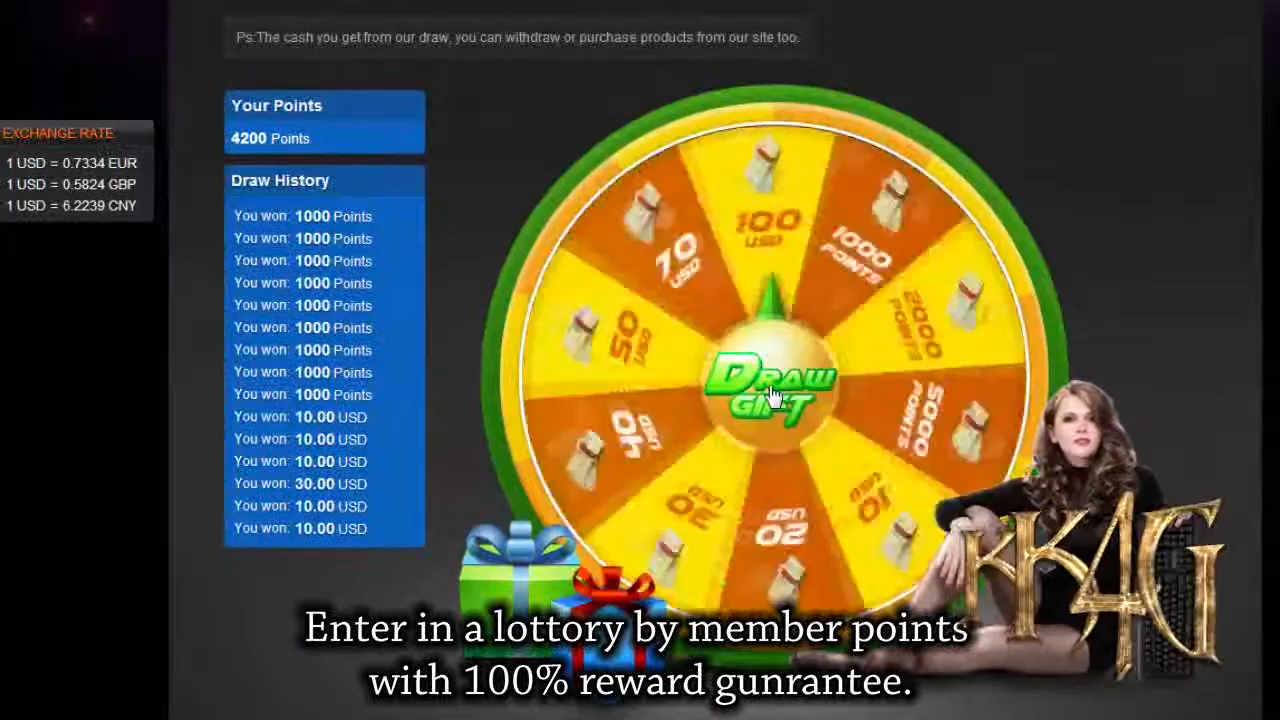 Ps:The cash you get from our draw, you can withdraw or purchase products from our site too.
Your Points
4200 Points
EXCHANGE RATE
1 USD = 0.7334 EUR
1 USD = 0.5824 GBP
1 USD = 6.2239 CNY
Draw History
You won: 1000 Points
You won: 1000 Points
You won: 1000 Points
You won: 1000 Points
You won: 1000 Points
You won: 1000 Points
You won: 1000 Points
You won: 1000 Points
You won: 1000 Points
You won: 10.00 USD
You won: 10.00 USD
You won: 10.00 USD
You won: 30.00 USD
You won: 10.00 USD
You won: 10.00 USD
100
USD
1000
POINTS
2000
POINTS
5000
POINTS
10
USD
20
USD
30
USD
40
USD
50
USD
70
USD
DRAW
GIFT
KK4G
Enter in a lottory by member points
with 100% reward gunrantee.